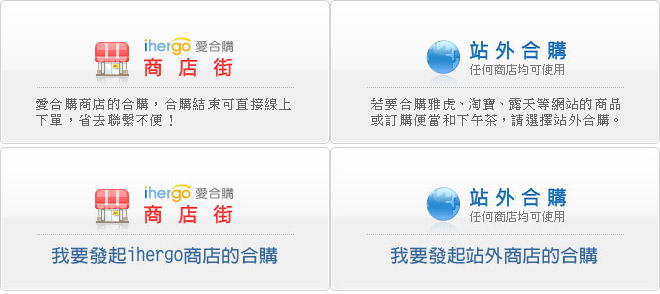 ihergo 愛合購
商店街
愛合購商店的合購，合購結束可直接線上
下單，省去聯繫不便！
站外合購
任何商店均可使用
若要合購雅虎、淘寶、露天等網站的商品
或訂購便當和下午茶，請選擇站外合購。
ihergo 愛合購
商店街
我要發起ihergo商店的合購
站外合購
任何商店均可使用
我要發起站外商店的合購